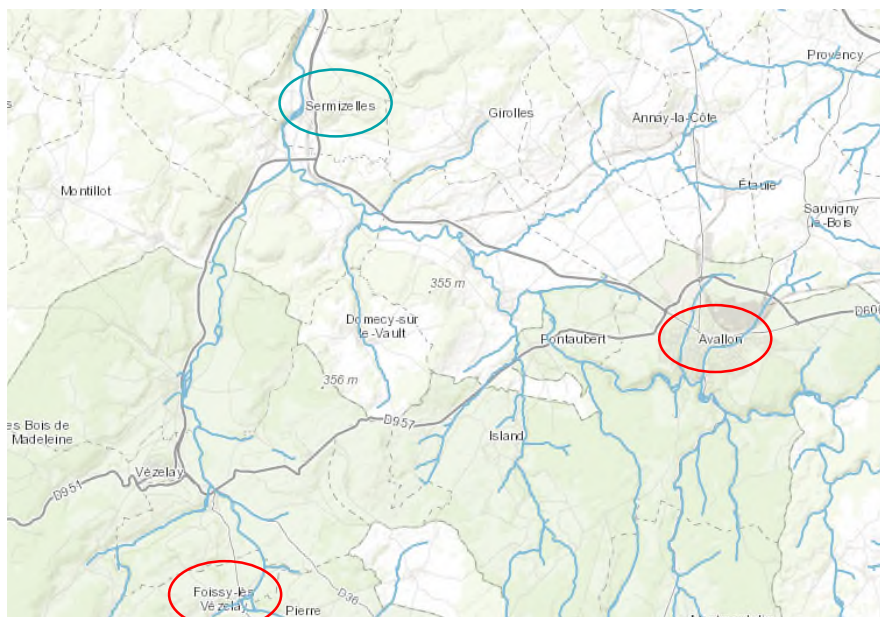 Provency
Sermizelles
Girolles
Annay-la-Côte
Montillot
Étaule
Sauvigny
-le-Bois
355 m
D606
Domecy-sur
-le-Vault
Pontaubert
Avallon
356 m
es Bois de
Madeleine
D957
Island
Vézelay
D951
Foissy-lès
Vézelay
D36
Pierre